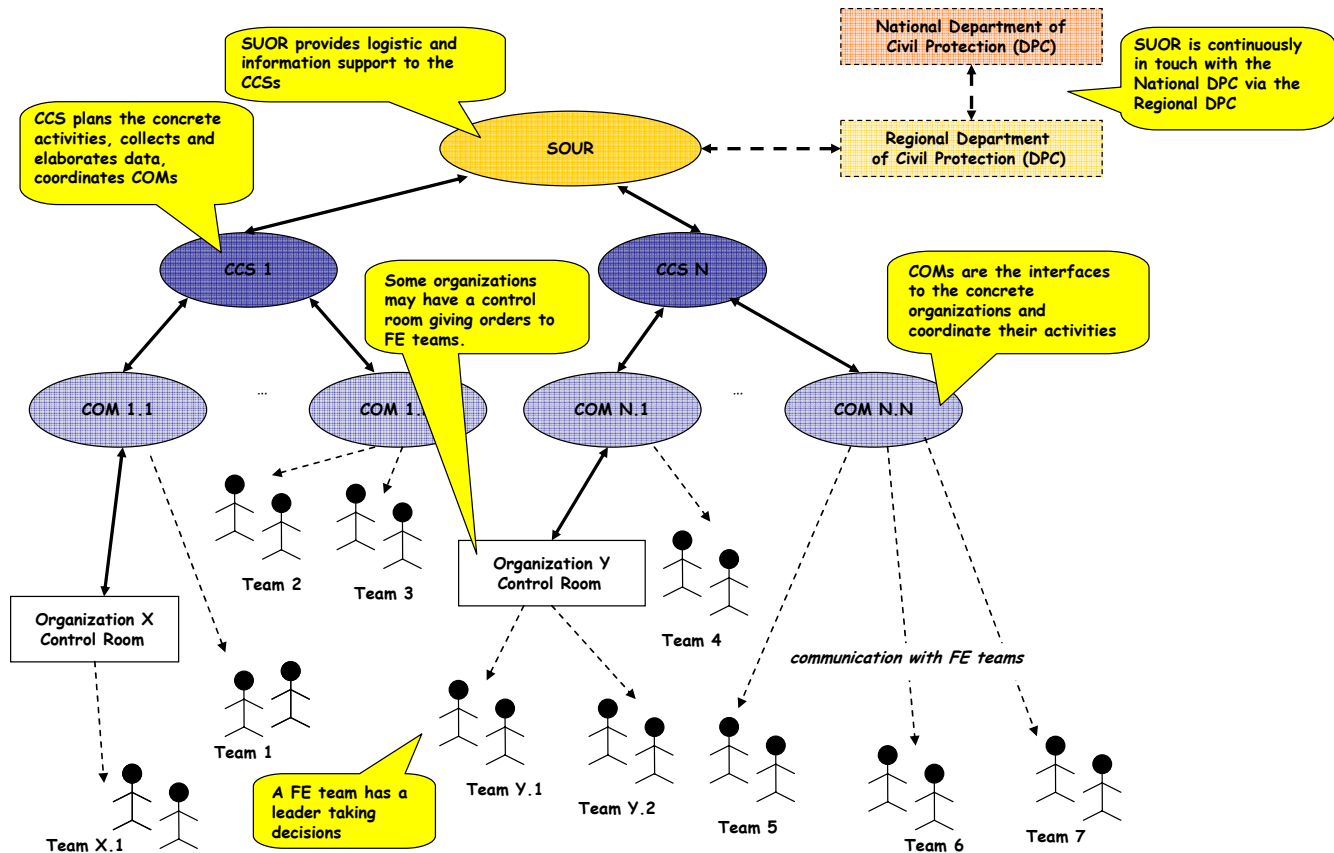 SUOR provides logistic and
information support to the
CCSs
National Department of
Civil Protection (DPC)
SUOR is continuously
in touch with the
National DPC via the
Regional DPC
CCS plans the concrete
activities, collects and
elaborates data,
coordinates COMs
SOUR
Regional Department
of Civil Protection (DPC)
CCS 1
CCS N
Some organizations
may have a control
room giving orders to
FE teams.
COMs are the interfaces
to the concrete
organizations and
coordinate their activities
COM 1.1
...
COM 1.
COM N.1
...
COM N.N
Team 2
Team 3
Organization Y
Control Room
Team 4
Organization X
Control Room
communication with FE teams
Team 1
A FE team has a
leader taking
decisions
Team Y.1
Team Y.2
Team 5
Team 6
Team 7
Team X.1